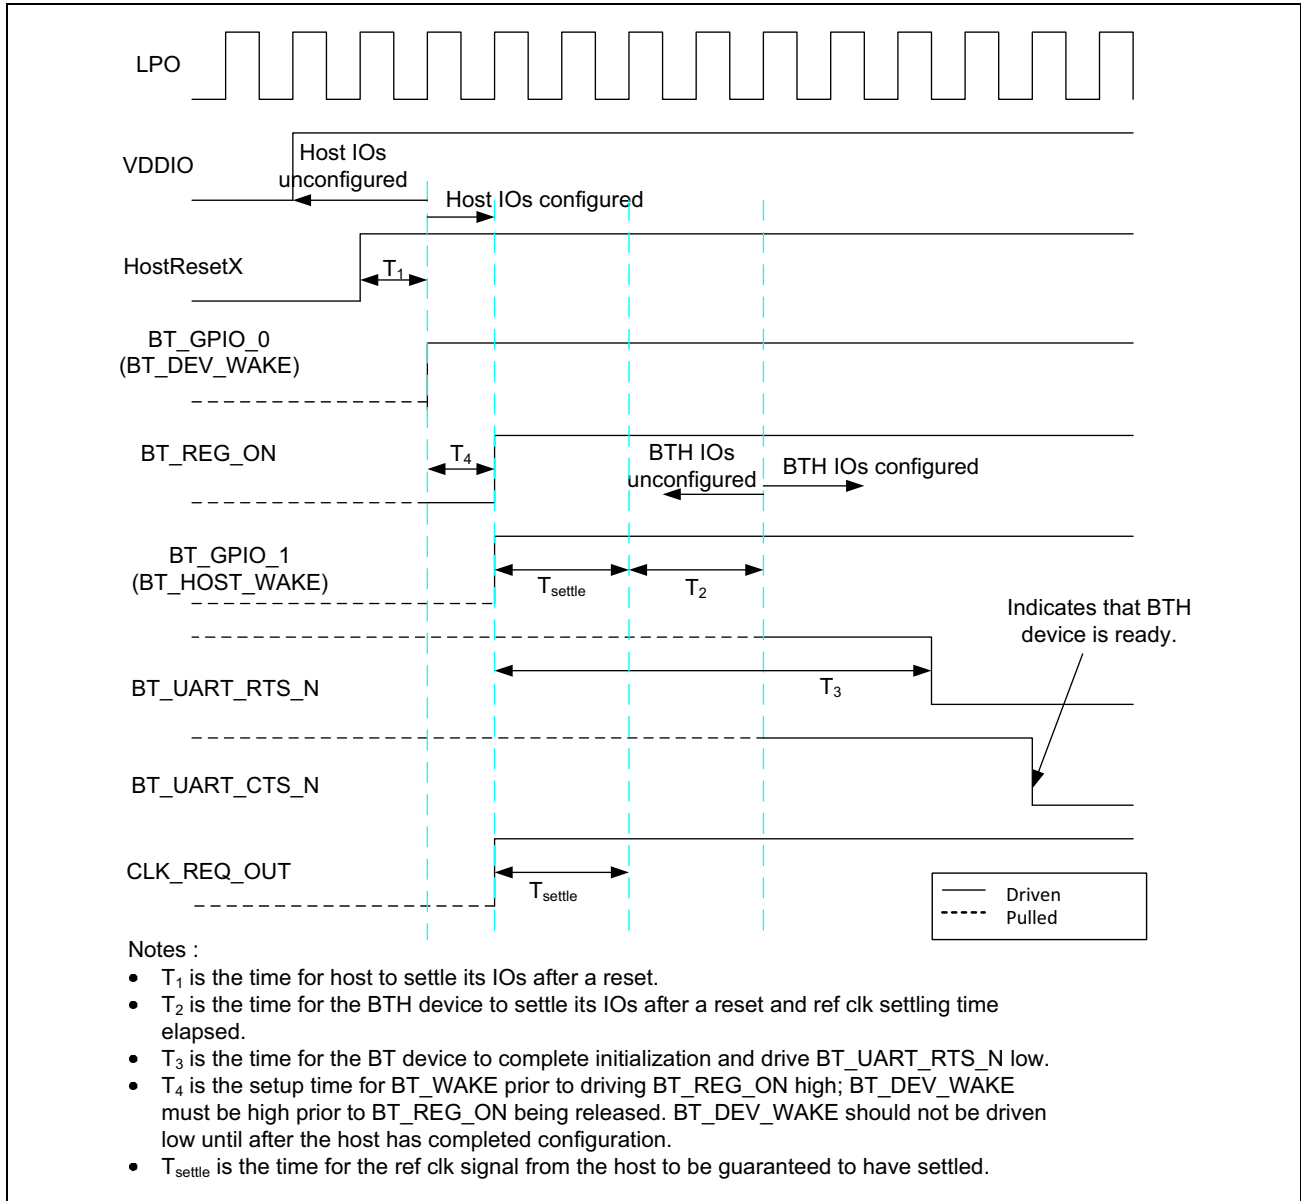 LPO
VDDIO
Host IOs
unconfigured
Host IOs configured
HostResetX
T₁
BT_GPIO_0
(BT_DEV_WAKE)
BT_REG_ON
T₄
BTH IOs
unconfigured
BTH IOs configured
BT_GPIO_1
(BT_HOST_WAKE)
Tsettle
T₂
Indicates that BTH
device is ready.
BT_UART_RTS_N
T₃
BT_UART_CTS_N
CLK_REQ_OUT
Tsettle
Driven
Pulled
Notes :
• T₁ is the time for host to settle its IOs after a reset.
• T₂ is the time for the BTH device to settle its IOs after a reset and ref clk settling time
elapsed.
• T₃ is the time for the BT device to complete initialization and drive BT_UART_RTS_N low.
• T₄ is the setup time for BT_WAKE prior to driving BT_REG_ON high; BT_DEV_WAKE
must be high prior to BT_REG_ON being released. BT_DEV_WAKE should not be driven
low until after the host has completed configuration.
• Tsettle is the time for the ref clk signal from the host to be guaranteed to have settled.